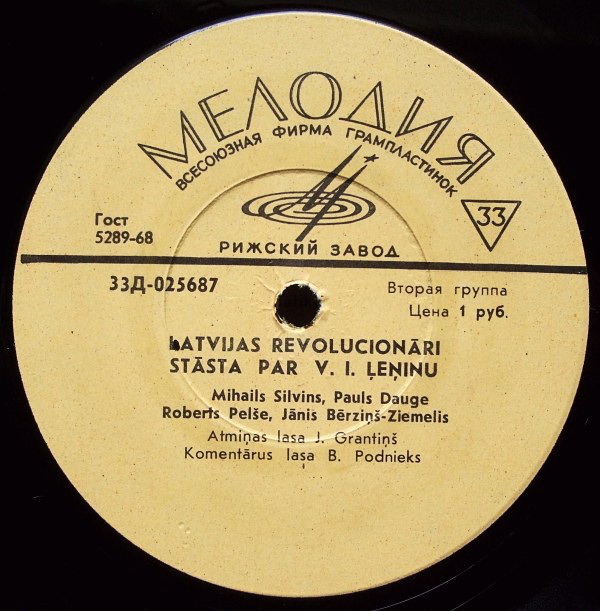 МЕЛОДИЯ
ВСЕСОЮЗНАЯ ФИРМА ГРАМПЛАСТИНОК
33
Гост
5289-68
РИЖСКИЙ ЗАВОД
33Д-025687
Вторая группа
Цена 1 руб.
LATVIJAS REVOLUCIONĀRI
STĀSTA PAR V. I. ĻEŅINU
Mihails Silvins, Pauls Dauge
Roberts Pelše, Jānis Bērziņš-Ziemelis
Atmiņas lasa J. Grantiņš
Komentārus lasa B. Podnieks